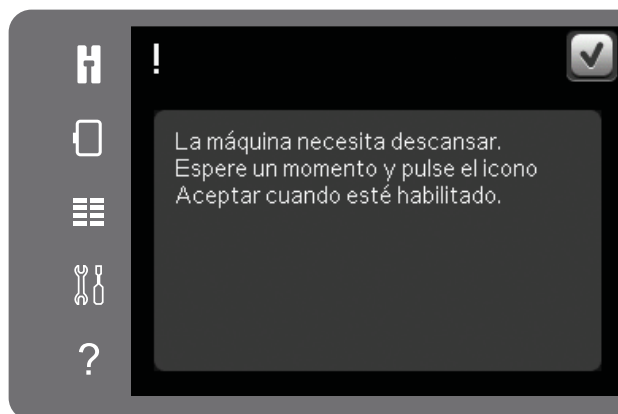 !
La máquina necesita descansar.
Espere un momento y pulse el icono
Aceptar cuando esté habilitado.
?